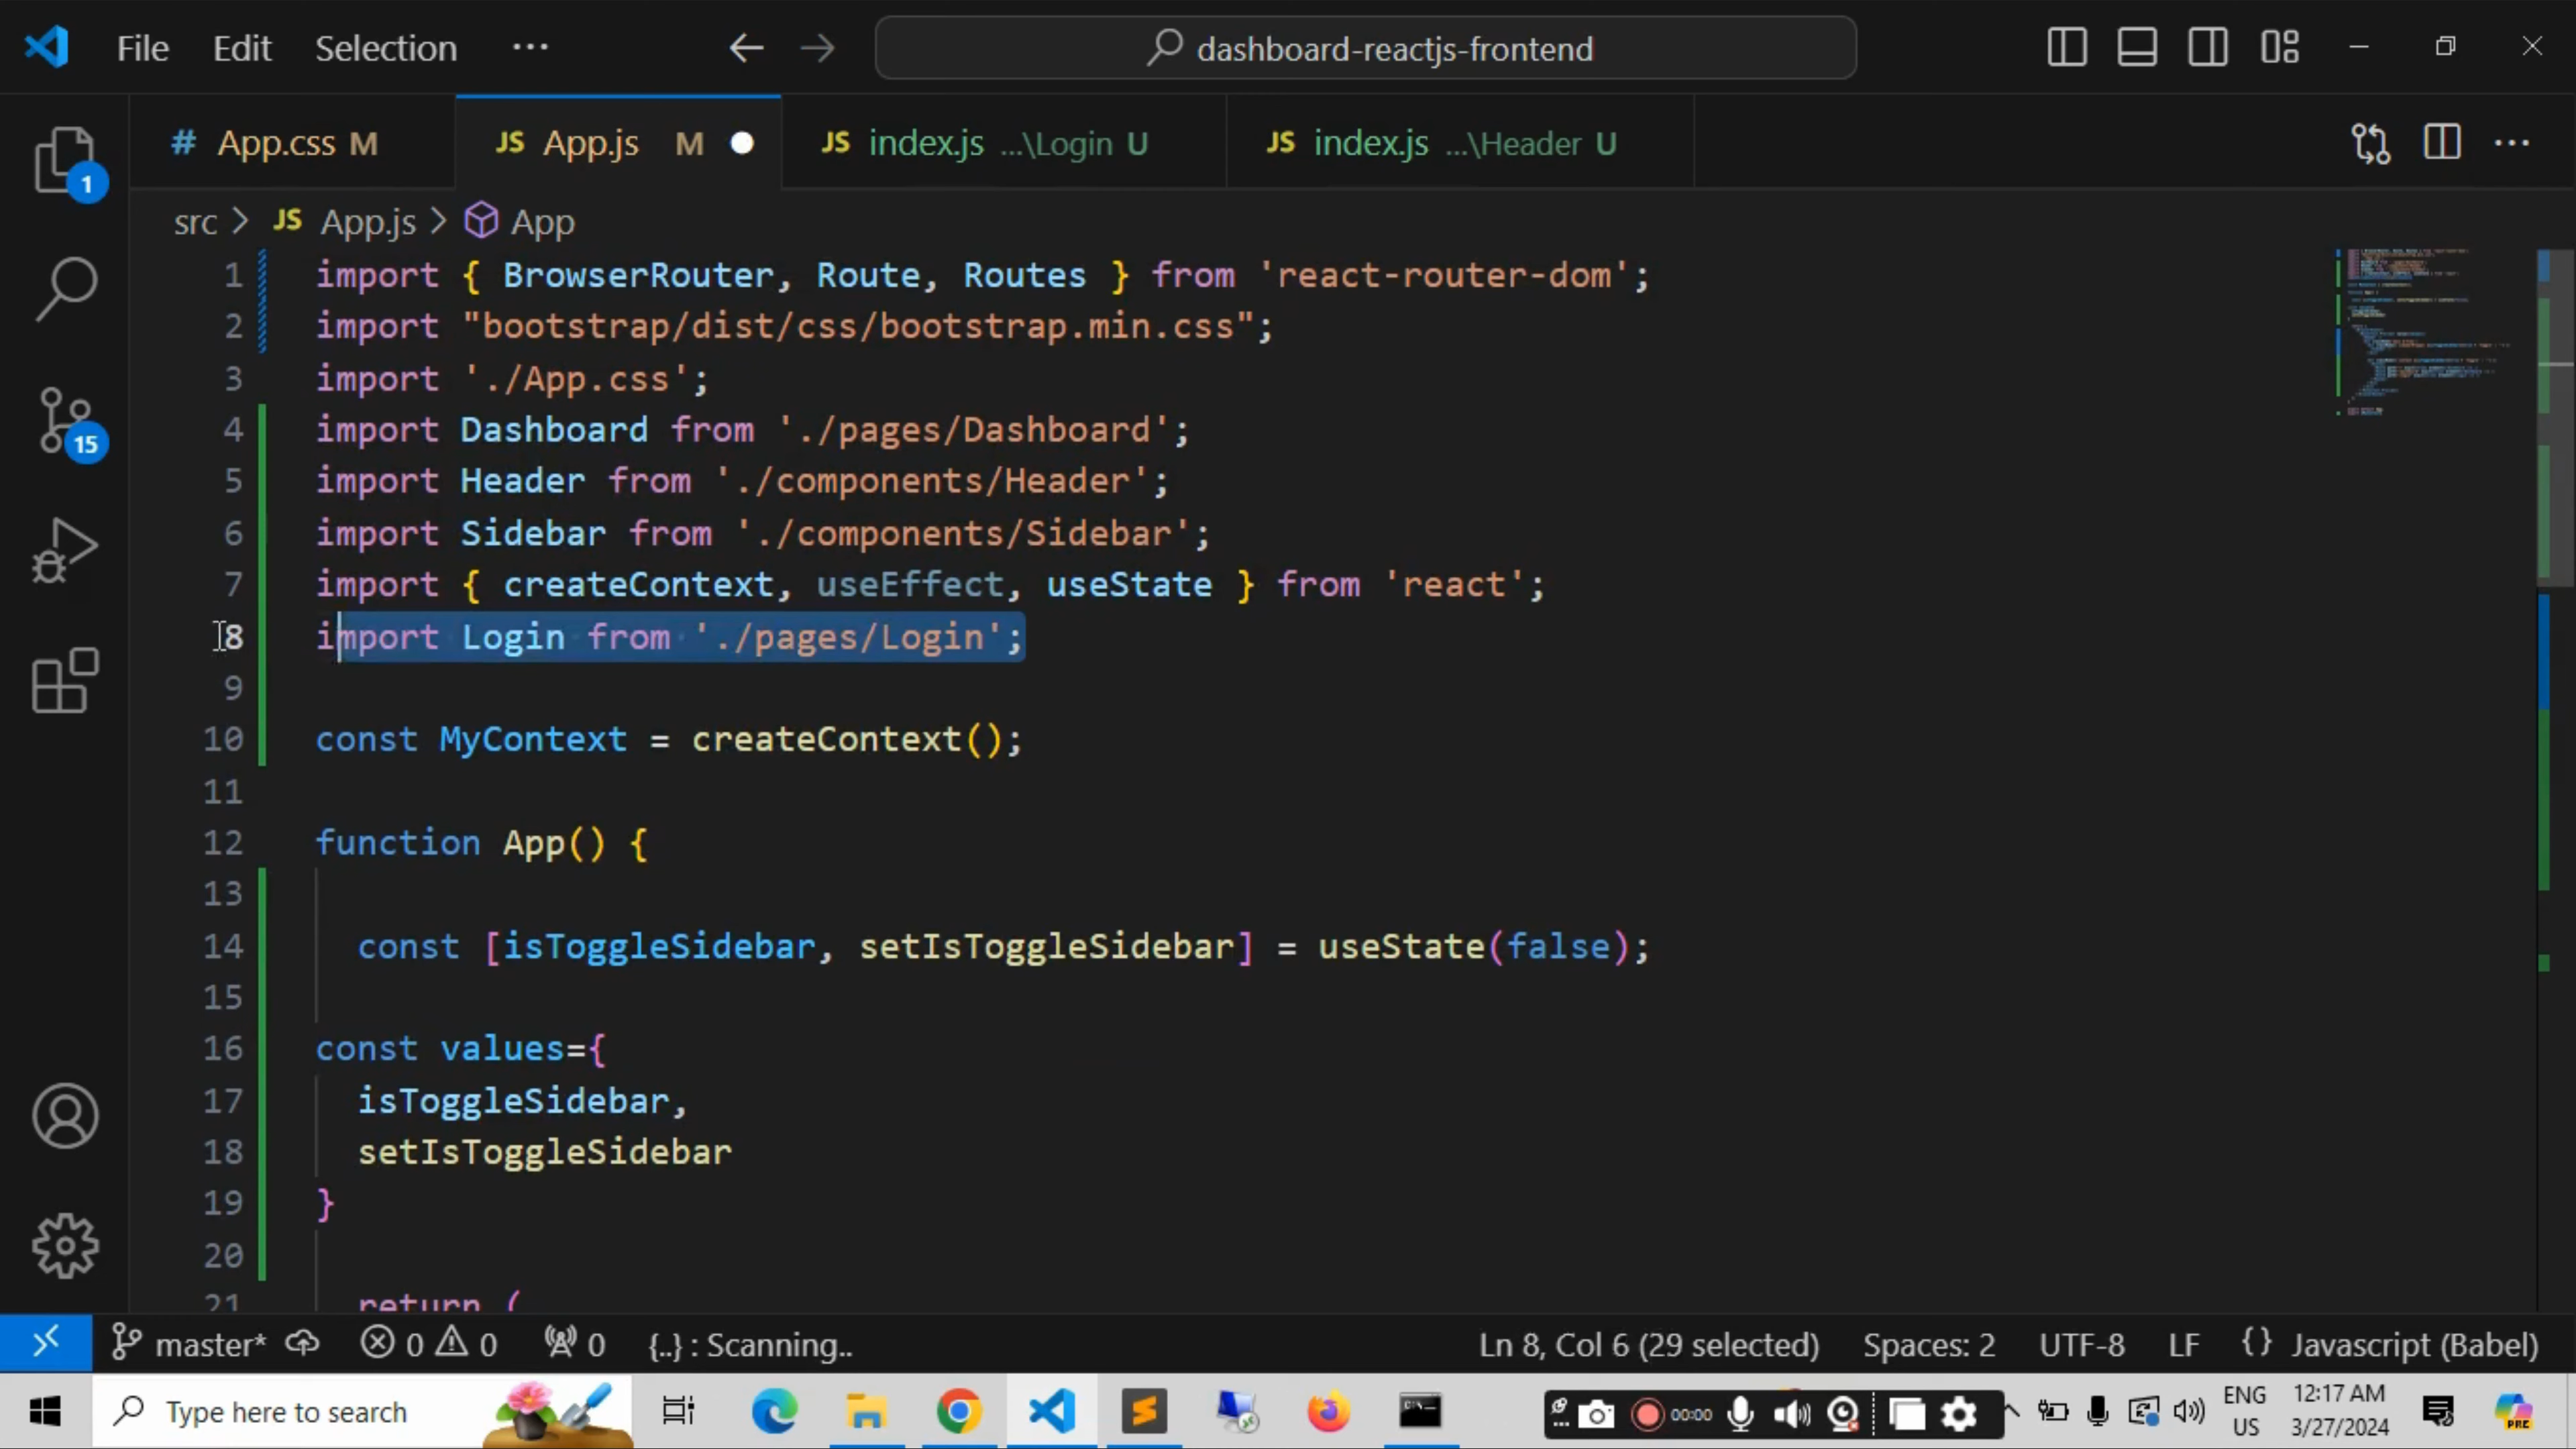 File Edit Selection ··· dashboard-reactjs-frontend
# App.css M JS App.js M JS index.js ...\Login U JS index.js ...\Header U
1
15
src > JS App.js > App
1 import { BrowserRouter, Route, Routes } from 'react-router-dom';
2 import "bootstrap/dist/css/bootstrap.min.css";
3 import './App.css';
4 import Dashboard from './pages/Dashboard';
5 import Header from './components/Header';
6 import Sidebar from './components/Sidebar';
7 import { createContext, useEffect, useState } from 'react';
8 import Login from './pages/Login';
9
10 const MyContext = createContext();
11
12 function App() {
13
14 const [isToggleSidebar, setIsToggleSidebar] = useState(false);
15
16 const values={
17 isToggleSidebar,
18 setIsToggleSidebar
19 }
20
21 return (
master* 0 0 0 {..} : Scanning.. Ln 8, Col 6 (29 selected) Spaces: 2 UTF-8 LF {} Javascript (Babel)
Type here to search 00:00 ENG US 12:17 AM 3/27/2024 PRE